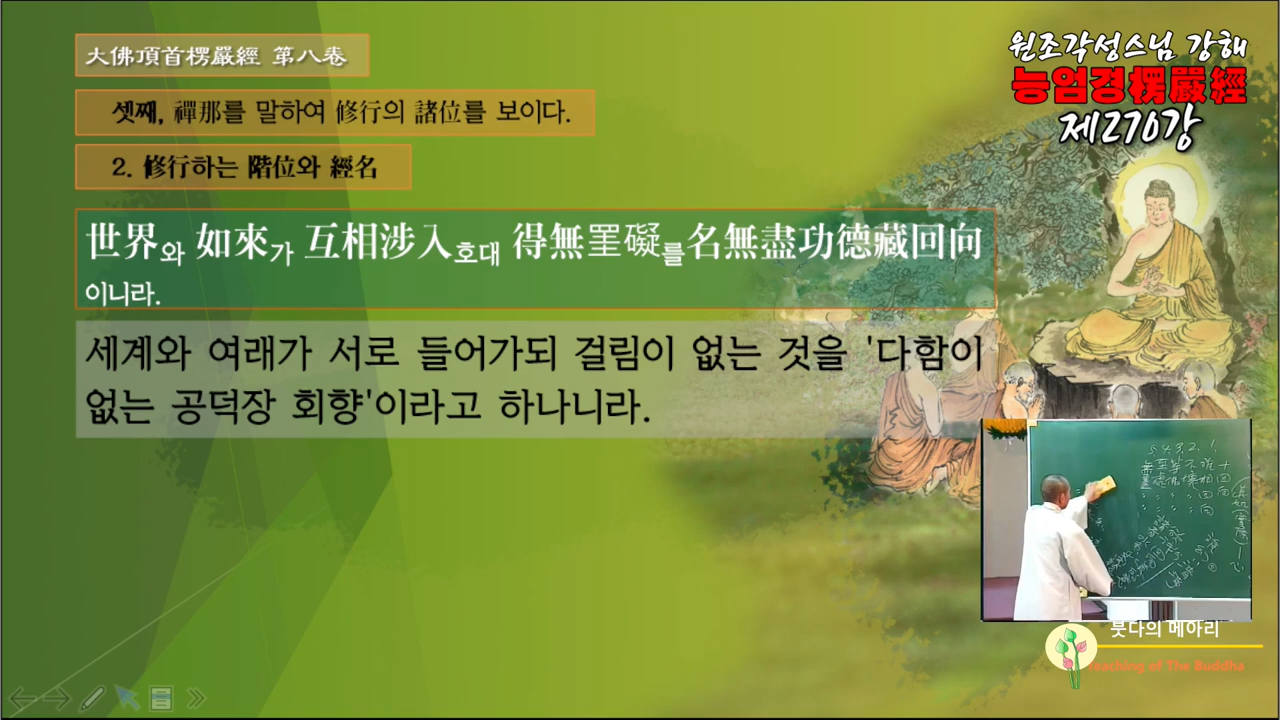 大佛頂首楞嚴經 第八卷
셋째, 禪那를 말하여 修行의 諸位를 보이다.
2. 修行하는 階位와 經名
世界와 如來가 互相涉入호대 得無罣礙를名無盡功德藏回向
이니라.
세계와 여래가 서로 들어가되 걸림이 없는 것을 '다함이
없는 공덕장 회향'이라고 하나니라.
원조각성스님 강해
능엄경楞嚴經
제270강
5 4 3 2 1
붓다의 메아리
Teaching of The Buddha